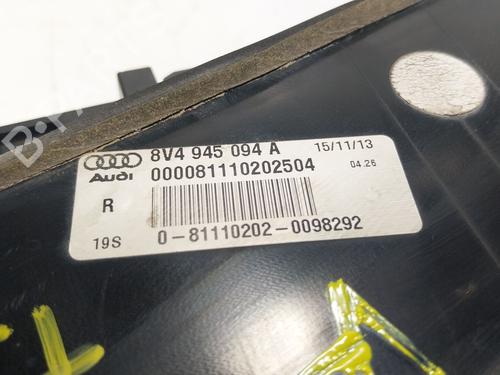 8V4 945 094 A 15/11/13
Audi 000081110202504 04.26
R
19S 0-81110202-0098292